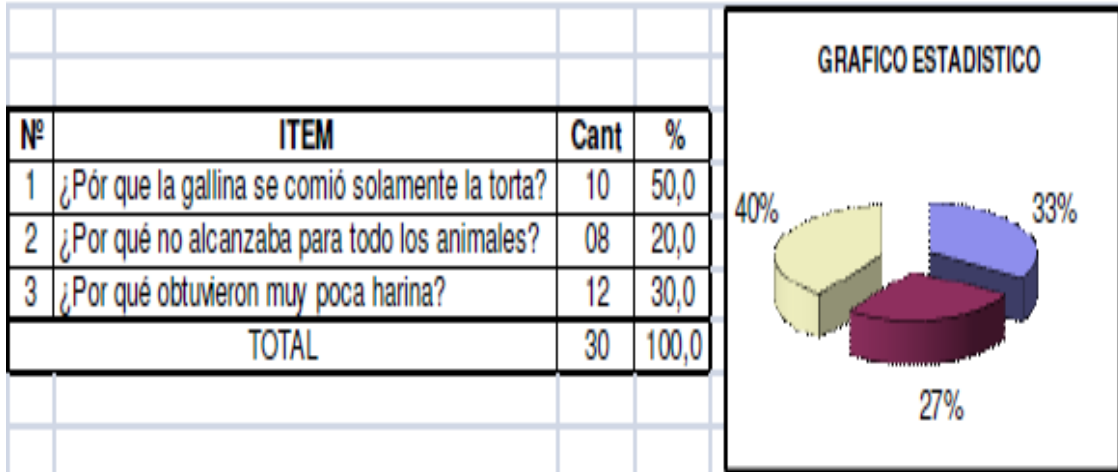 Nº ITEM Cant %
1 ¿Pór que la gallina se comió solamente la torta? 10 50,0
2 ¿Por qué no alcanzaba para todo los animales? 08 20,0
3 ¿Por qué obtuvieron muy poca harina? 12 30,0
TOTAL 30 100,0
GRAFICO ESTADISTICO
40%
33%
27%